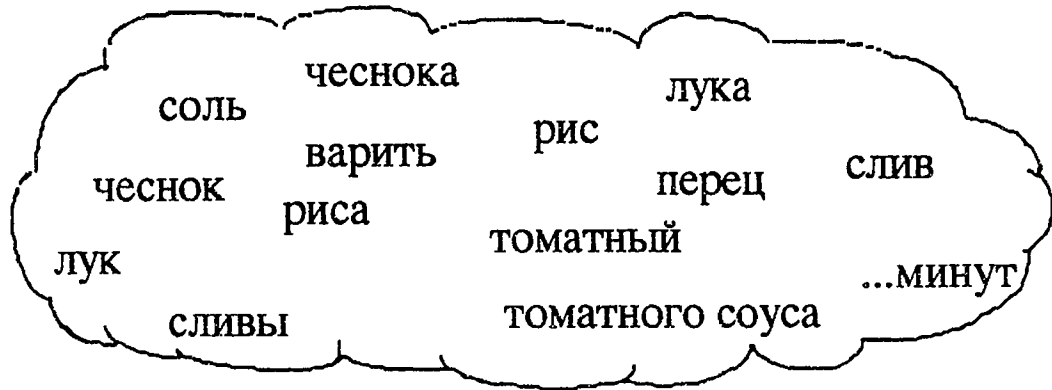 чеснока
лука
соль
рис
варить
слив
чеснок
перец
риса
томатный
лук
...минут
сливы
томатного соуса